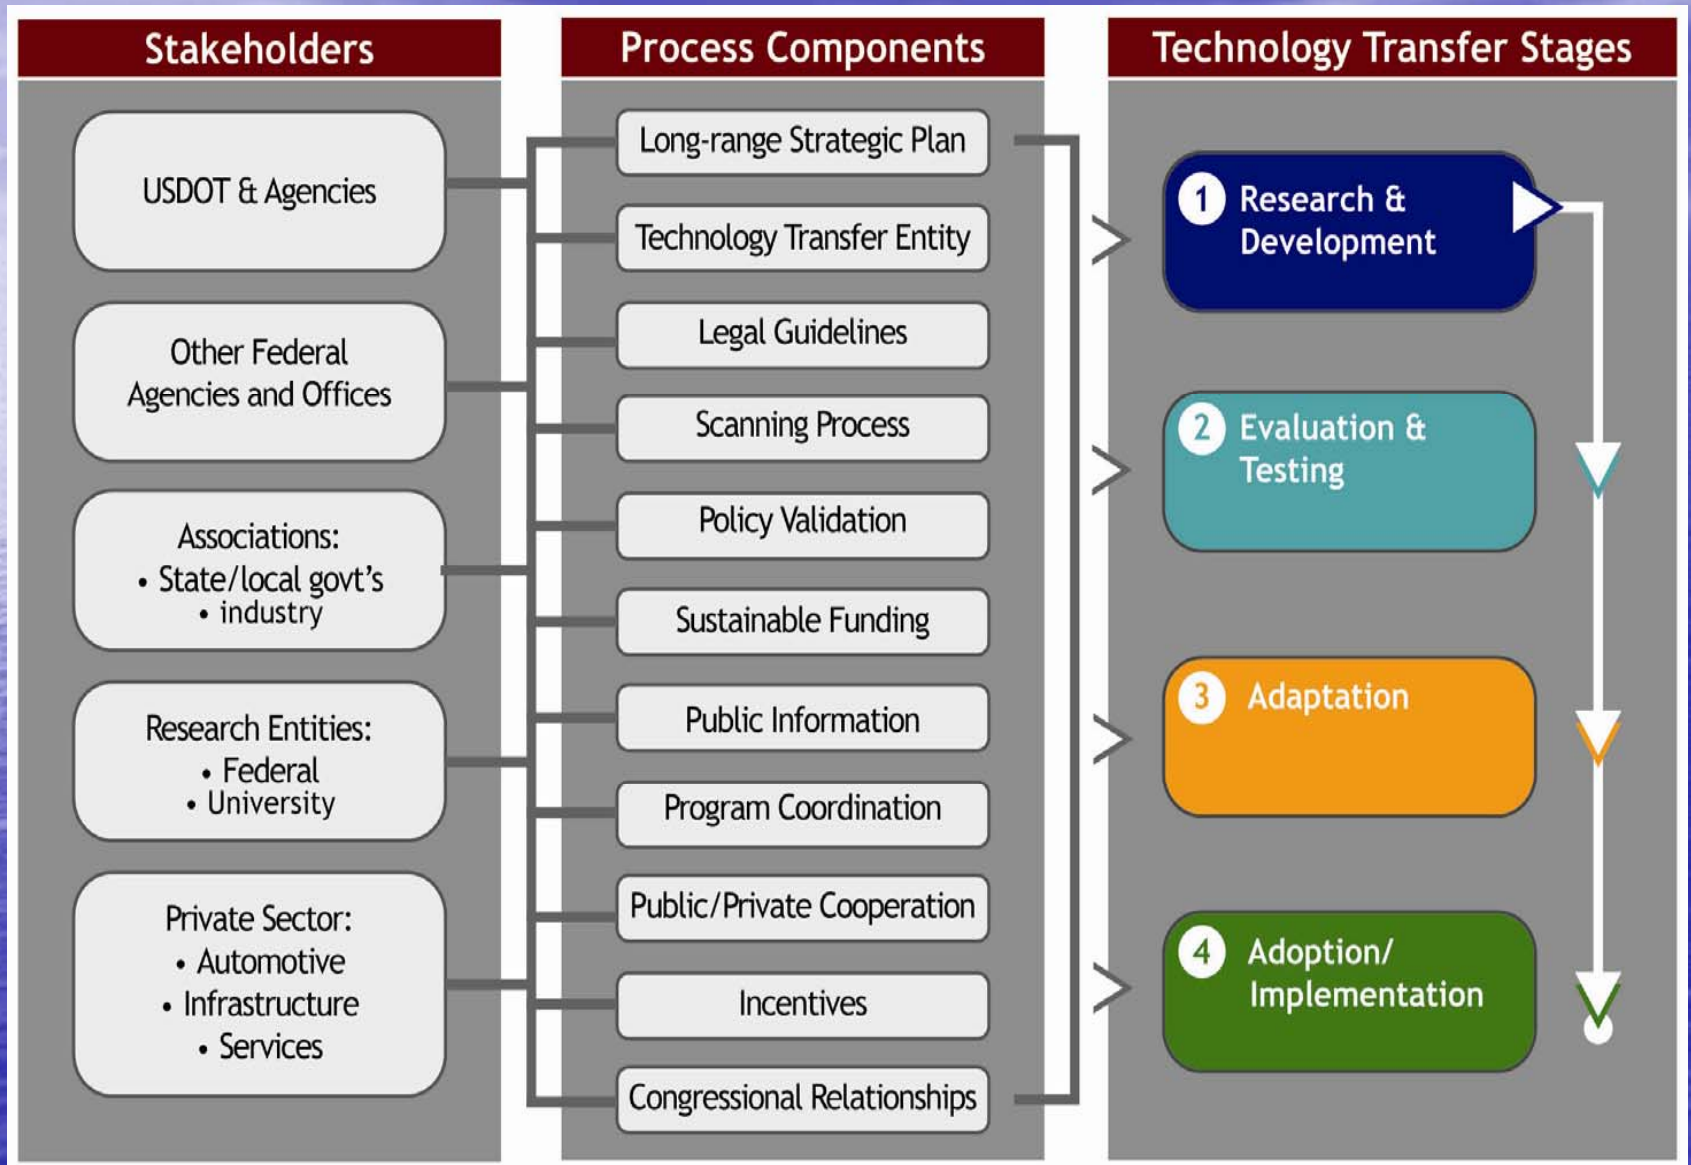 Stakeholders
USDOT & Agencies
Other Federal
Agencies and Offices
Associations:
• State/local govt's
• industry
Research Entities:
• Federal
• University
Private Sector:
• Automotive
• Infrastructure
• Services
Process Components
Long-range Strategic Plan
Technology Transfer Entity
Legal Guidelines
Scanning Process
Policy Validation
Sustainable Funding
Public Information
Program Coordination
Public/Private Cooperation
Incentives
Congressional Relationships
Technology Transfer Stages
1 Research &
Development
2 Evaluation &
Testing
3 Adaptation
4 Adoption/
Implementation